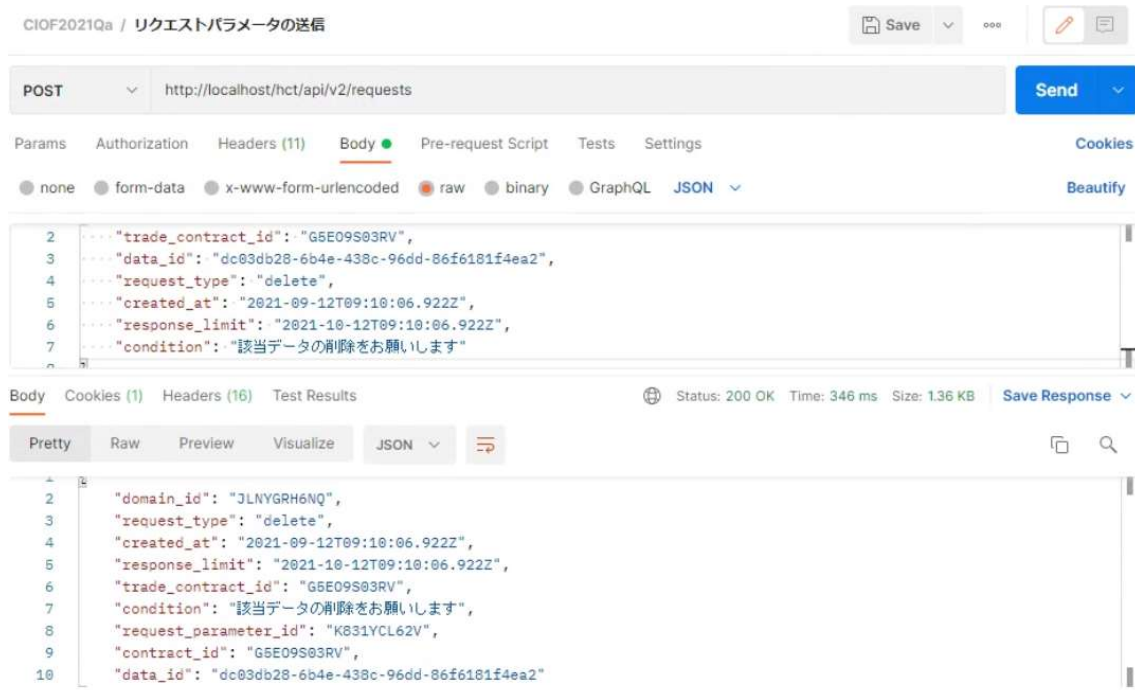 CIOF2021Qa / リクエストパラメータの送信
Save
POST http://localhost/hct/api/v2/requests Send
Params Authorization Headers (11) Body Pre-request Script Tests Settings Cookies
none form-data x-www-form-urlencoded raw binary GraphQL JSON Beautify
2 "trade_contract_id": "G5EO9S03RV",
3 "data_id": "dc03db28-6b4e-438c-96dd-86f6181f4ea2",
4 "request_type": "delete",
5 "created_at": "2021-09-12T09:10:06.922Z",
6 "response_limit": "2021-10-12T09:10:06.922Z",
7 "condition": "該当データの削除をお願いします"
Body Cookies (1) Headers (16) Test Results Status: 200 OK Time: 346 ms Size: 1.36 KB Save Response
Pretty Raw Preview Visualize JSON
2 "domain_id": "JLNYGRH6NQ",
3 "request_type": "delete",
4 "created_at": "2021-09-12T09:10:06.922Z",
5 "response_limit": "2021-10-12T09:10:06.922Z",
6 "trade_contract_id": "G5EO9S03RV",
7 "condition": "該当データの削除をお願いします",
8 "request_parameter_id": "K831YCL62V",
9 "contract_id": "G5EO9S03RV",
10 "data_id": "dc03db28-6b4e-438c-96dd-86f6181f4ea2"